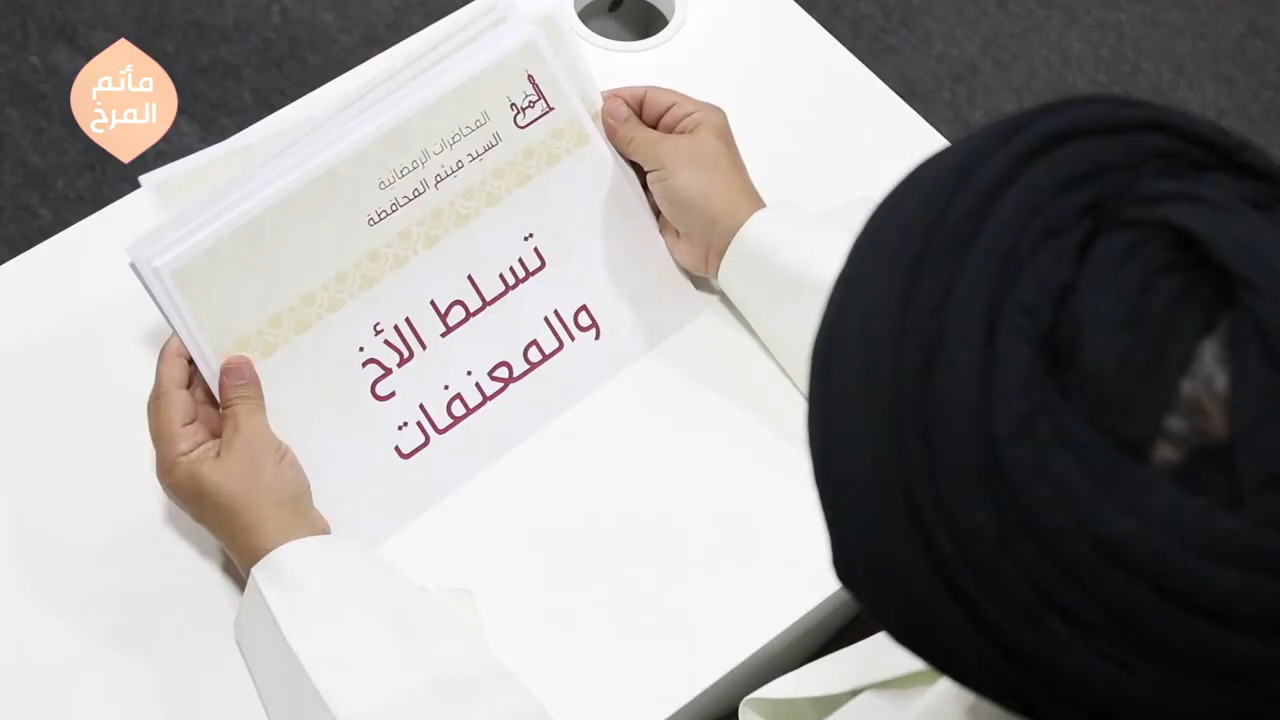 مأتم
المرخ
المرخ
المحاضرات الرمضانية
السيد ميثم المحافظة
تسلط الأخ
والمعنفات